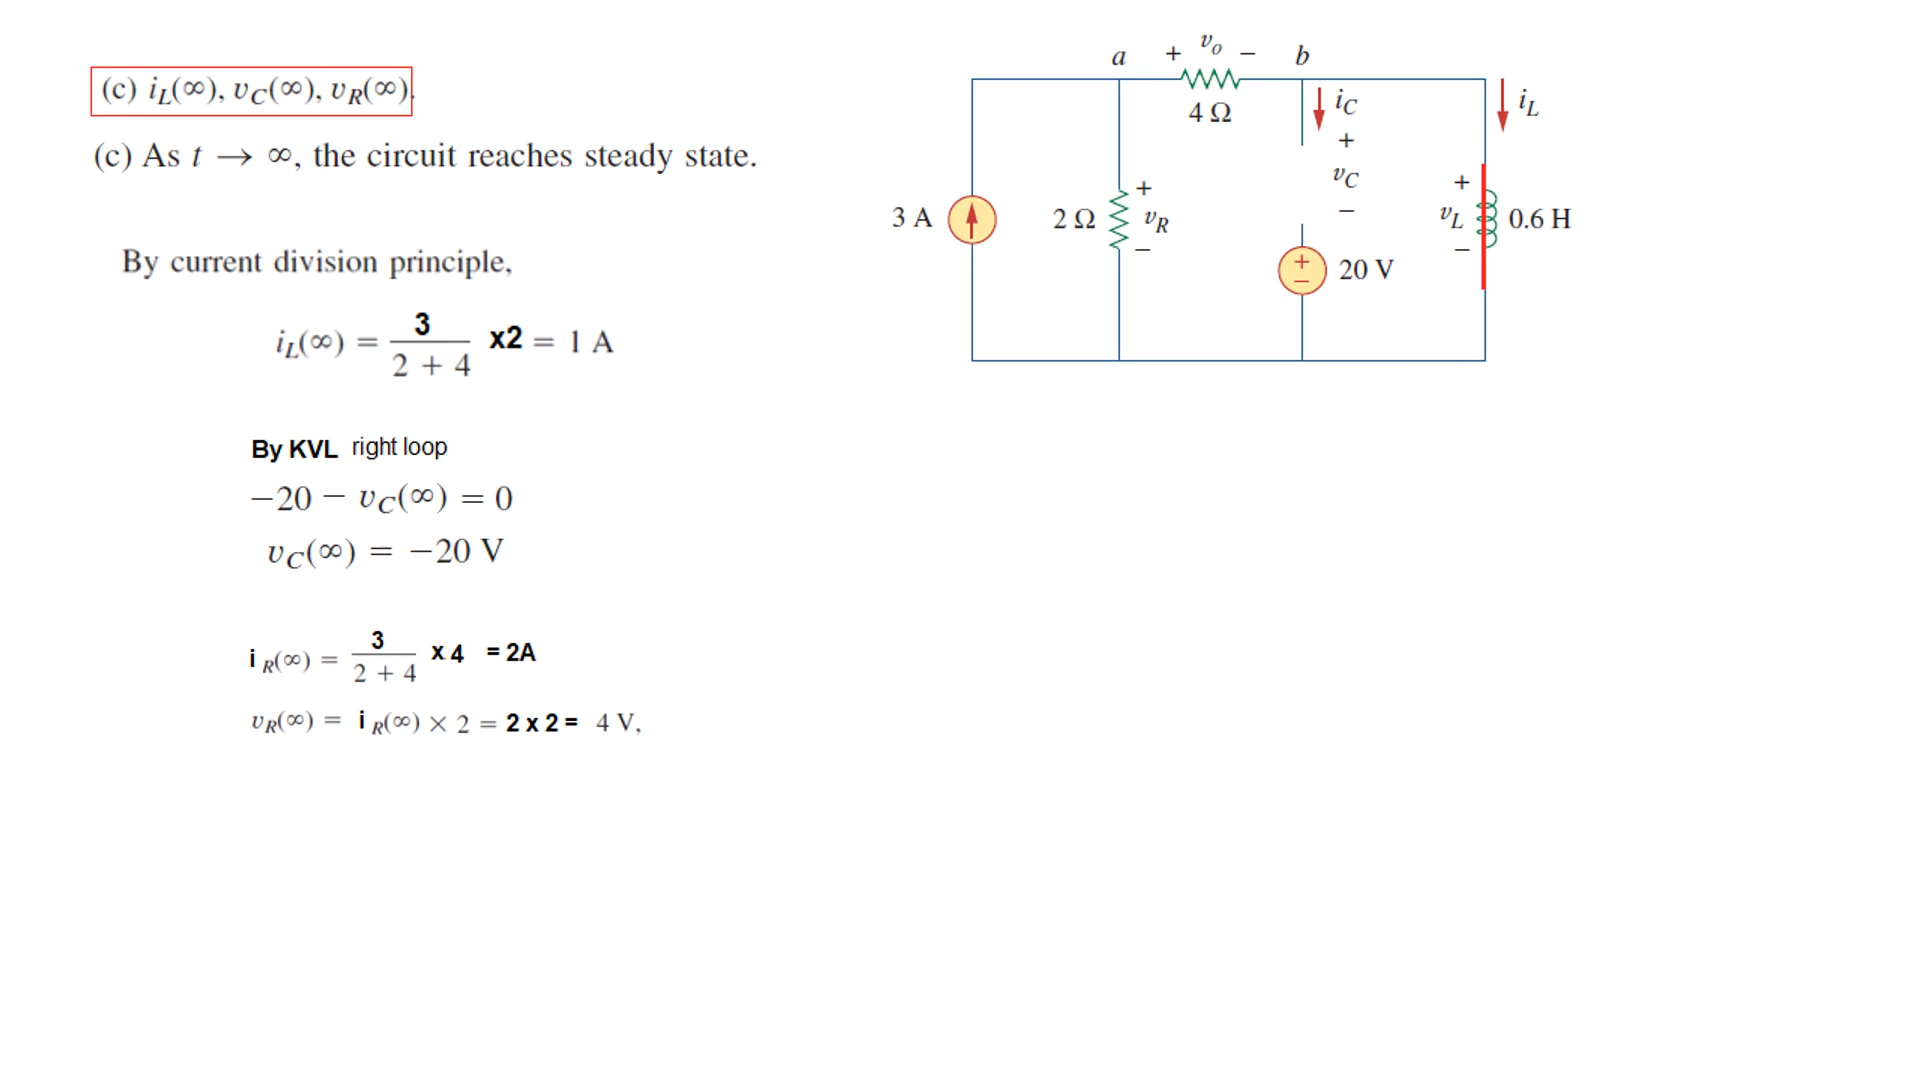 (c) iL(∞), vC(∞), vR(∞).
(c) As t → ∞, the circuit reaches steady state.
By current division principle,
iL(∞) = 3 / 2 + 4 x2 = 1 A
By KVL right loop
−20 − vC(∞) = 0
vC(∞) = −20 V
i R(∞) = 3 / 2 + 4 x 4 = 2A
vR(∞) = i R(∞) × 2 = 2 x 2 = 4 V,
a + vo − b
4 Ω
iC
iL
+
vC
−
3 A
2 Ω
+
vR
−
+
−
20 V
+
vL
−
0.6 H